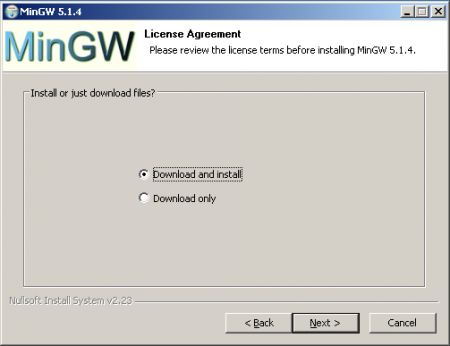 MinGW 5.1.4
MinGW
License Agreement
Please review the license terms before installing MinGW 5.1.4.
Install or just download files?
Download and install
Download only
Nullsoft Install System v2.23
< Back
Next >
Cancel